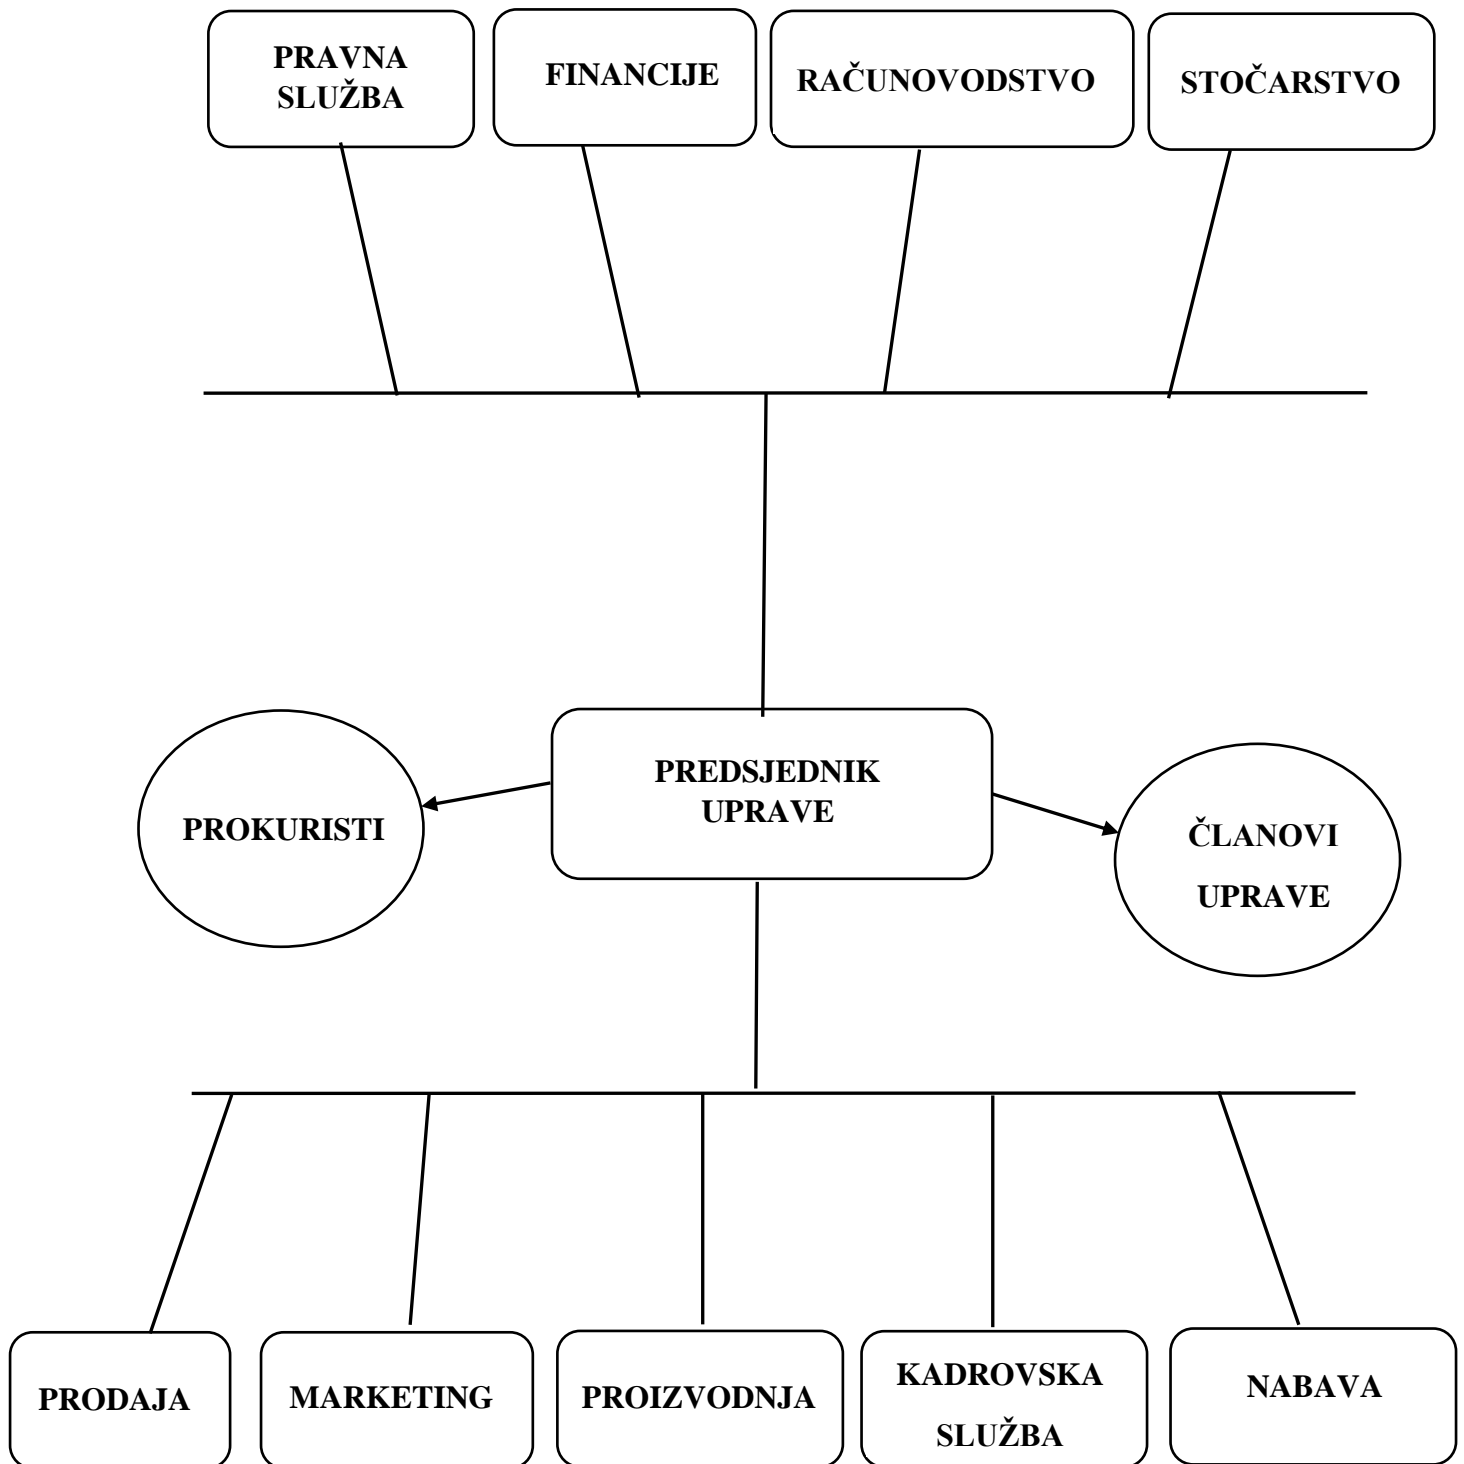 PRAVNA
SLUŽBA
FINANCIJE
RAČUNOVODSTVO
STOČARSTVO
PROKURISTI
PREDSJEDNIK
UPRAVE
ČLANOVI
UPRAVE
PRODAJA
MARKETING
PROIZVODNJA
KADROVSKA
SLUŽBA
NABAVA